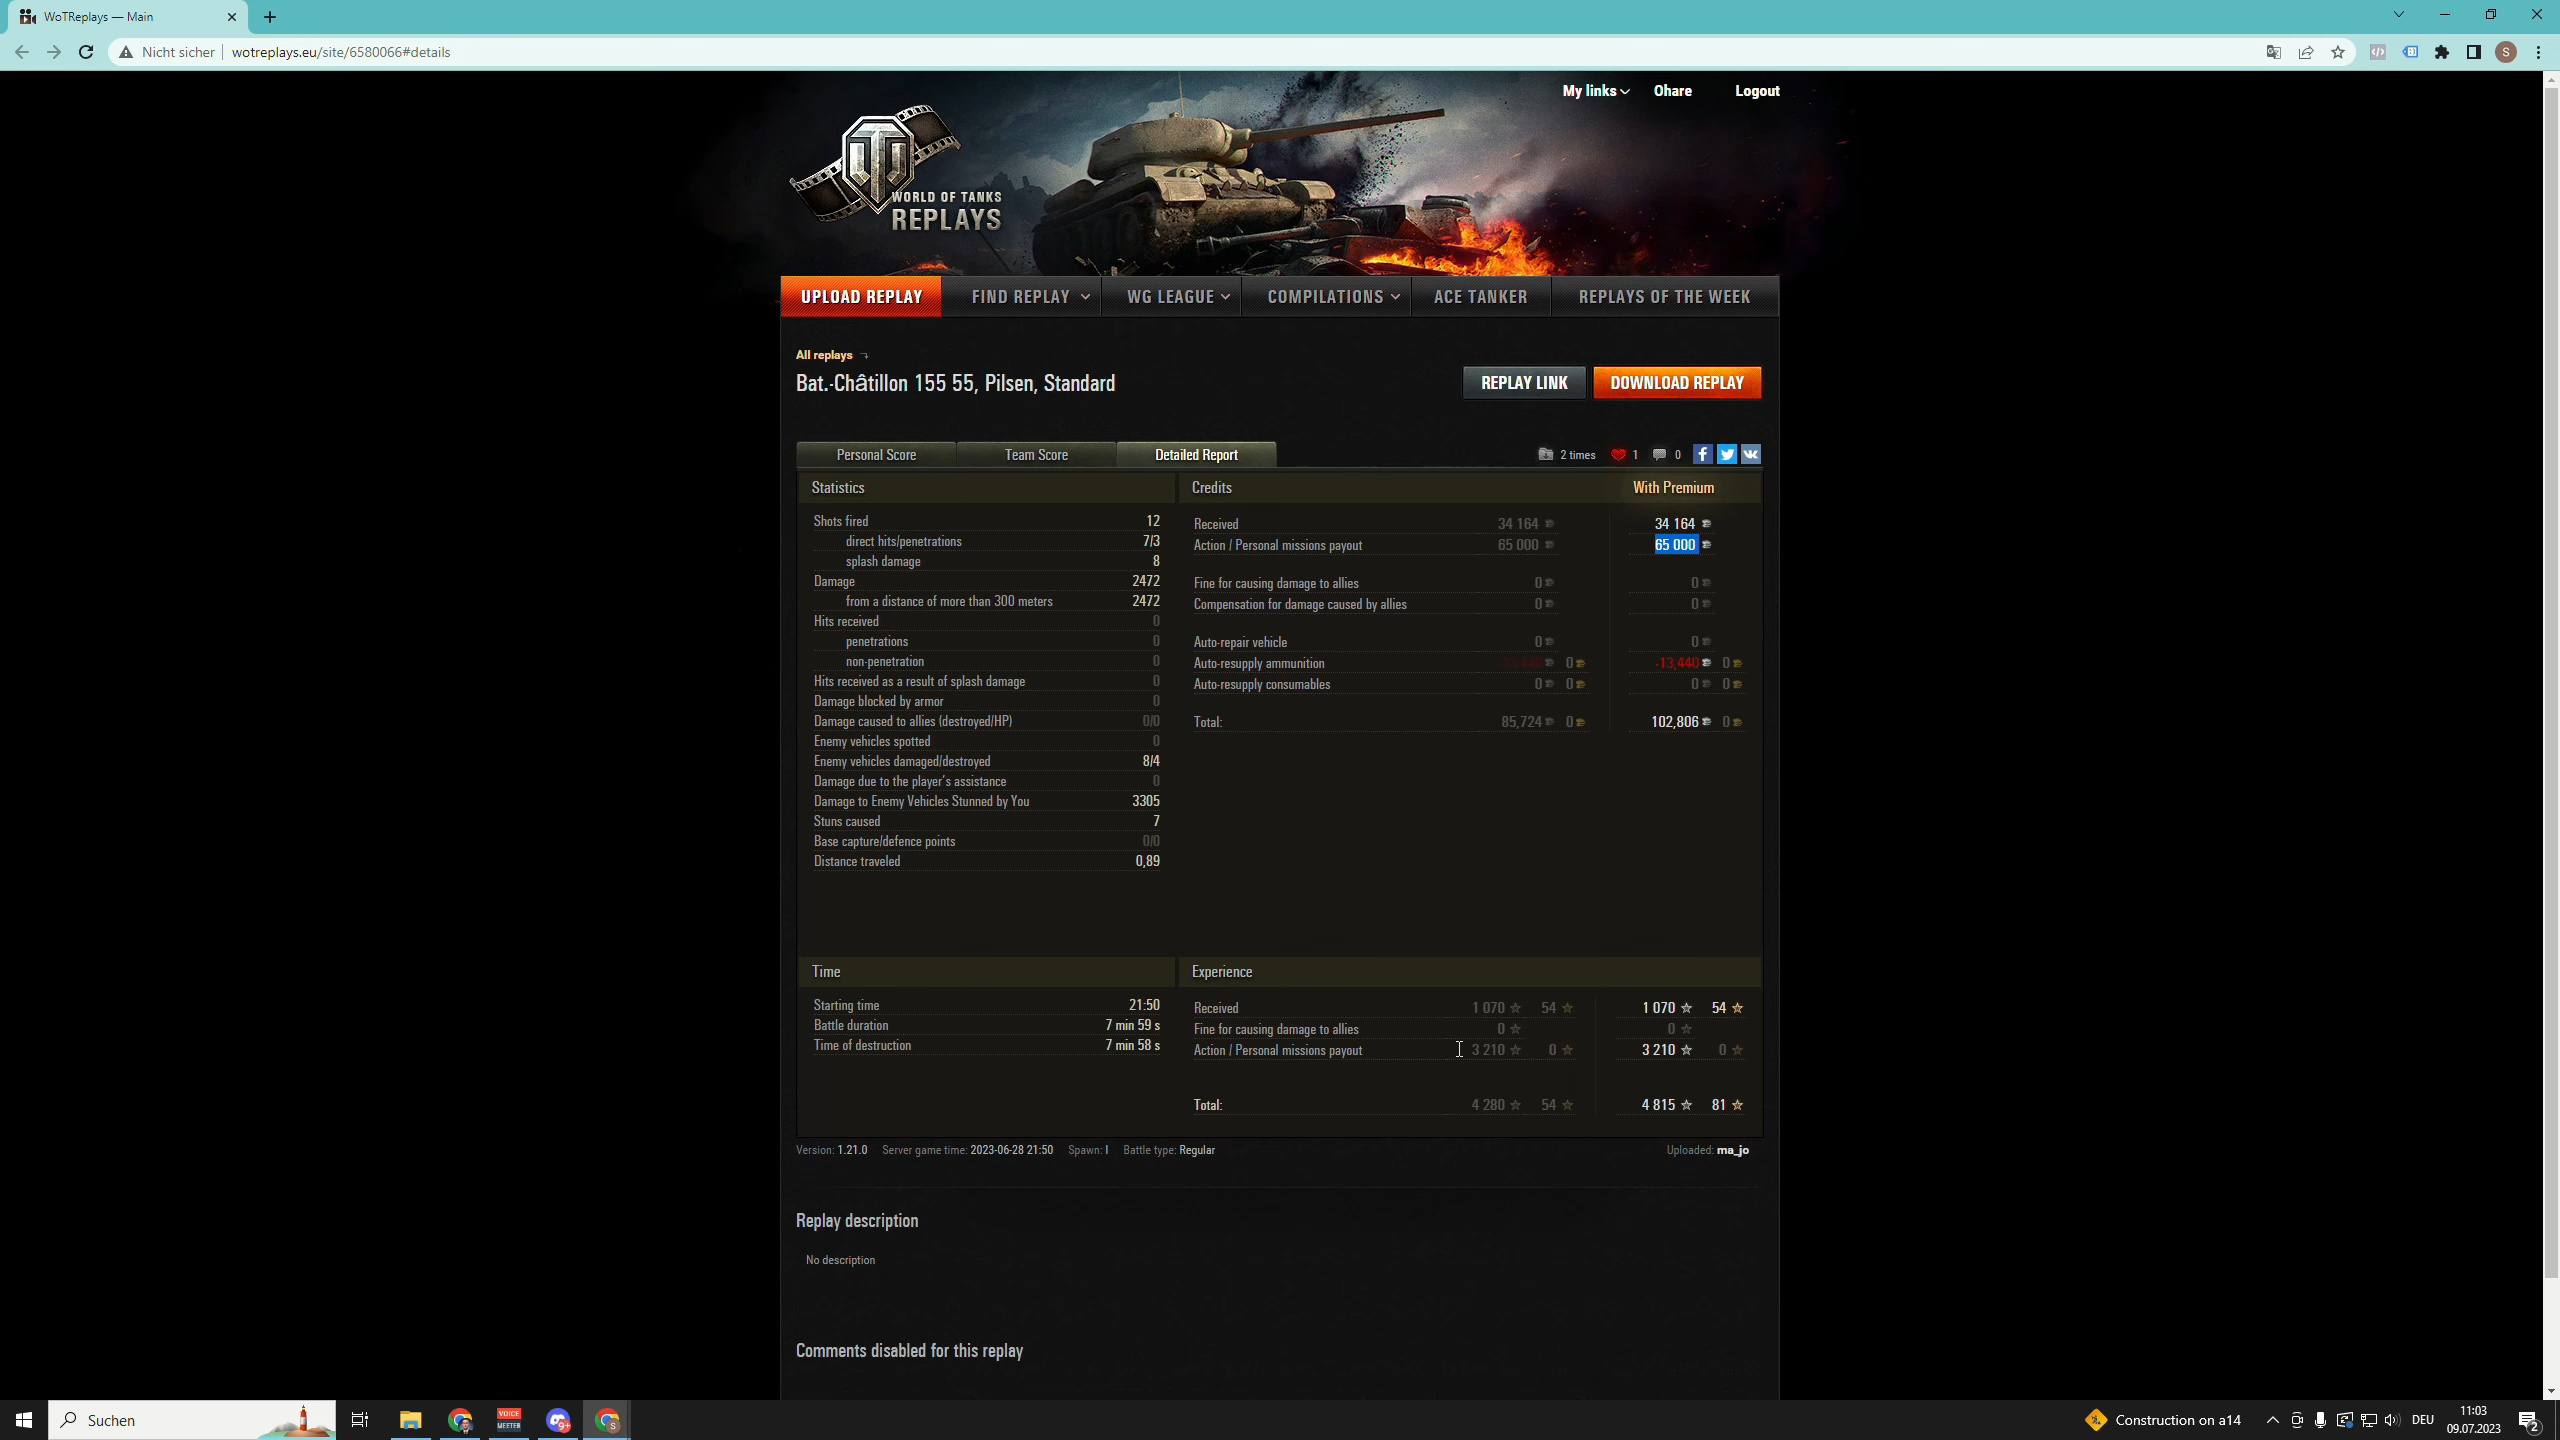 WoTReplays — Main
Nicht sicher wotreplays.eu/site/6580066#details S
My links Ohare Logout
WORLD OF TANKS
REPLAYS
UPLOAD REPLAY FIND REPLAY WG LEAGUE COMPILATIONS ACE TANKER REPLAYS OF THE WEEK
All replays
Bat.-Châtillon 155 55, Pilsen, Standard REPLAY LINK DOWNLOAD REPLAY
Personal Score Team Score Detailed Report 2 times 1 0
Statistics Credits With Premium
Shots fired 12
direct hits/penetrations 7/3
splash damage 8
Damage 2472
from a distance of more than 300 meters 2472
Hits received 0
penetrations 0
non-penetration 0
Hits received as a result of splash damage 0
Damage blocked by armor 0
Damage caused to allies (destroyed/HP) 0/0
Enemy vehicles spotted 0
Enemy vehicles damaged/destroyed 8/4
Damage due to the player's assistance 0
Damage to Enemy Vehicles Stunned by You 3305
Stuns caused 7
Base capture/defence points 0/0
Distance traveled 0,89
Received 34 164 34 164
Action / Personal missions payout 65 000 65 000
Fine for causing damage to allies 0 0
Compensation for damage caused by allies 0 0
Auto-repair vehicle 0 0
Auto-resupply ammunition -13,440 0 -13,440 0
Auto-resupply consumables 0 0 0 0
Total: 85,724 0 102,806 0
Time Experience
Starting time 21:50
Battle duration 7 min 59 s
Time of destruction 7 min 58 s
Received 1 070 54 1 070 54
Fine for causing damage to allies 0 0
Action / Personal missions payout 3 210 0 3 210 0
Total: 4 280 54 4 815 81
Version: 1.21.0 Server game time: 2023-06-28 21:50 Spawn: I Battle type: Regular Uploaded: ma_jo
Replay description
No description
Comments disabled for this replay
Suchen
VOICE
MEETER
9+
S
Construction on a14
DEU
11:03
09.07.2023
2